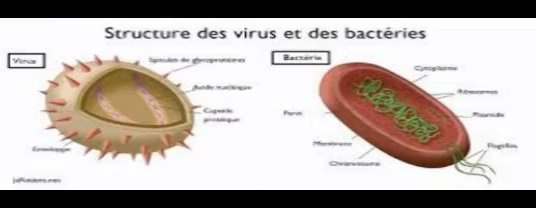 Structure des virus et des bactéries
Virus
Spicules de glycoprotéines
Acide nucléique
Capside
protéique
Enveloppe
Bactérie
Cytoplasme
Ribosomes
Plasmide
Flagelles
Paroi
Membrane
Chromosome